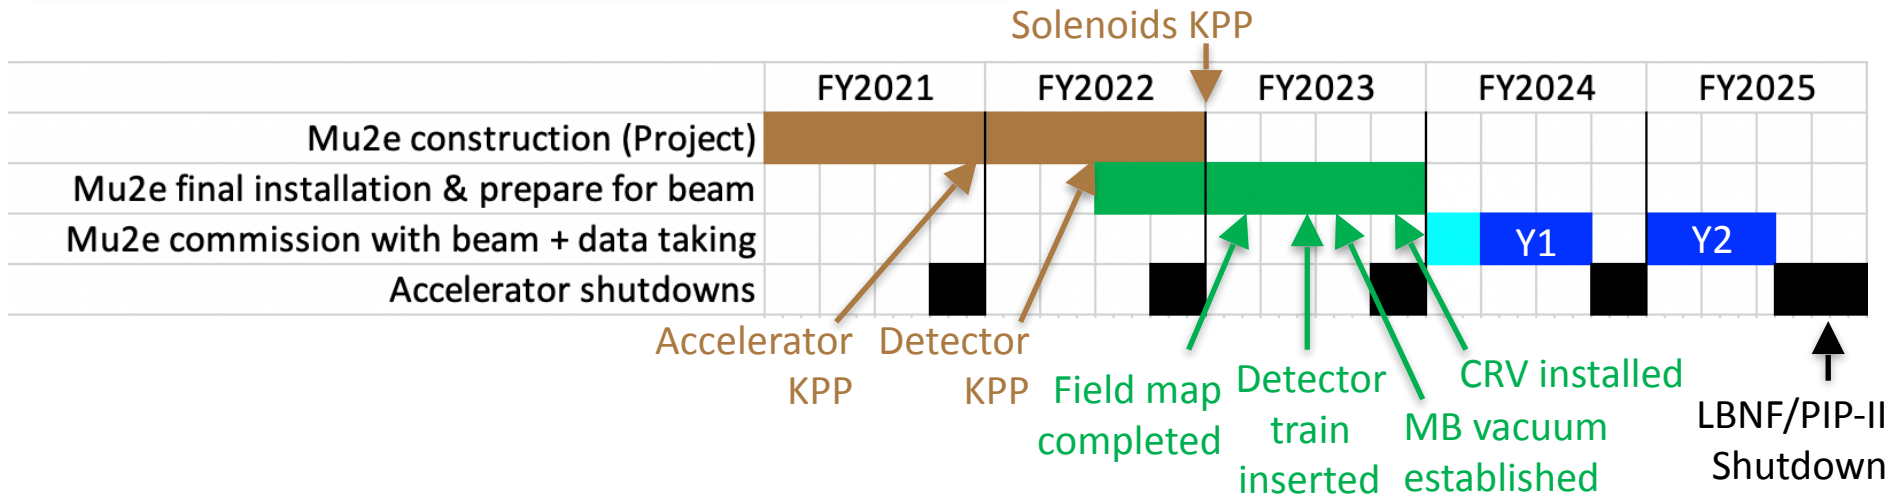 Solenoids KPP
FY2021 FY2022 FY2023 FY2024 FY2025
Mu2e construction (Project)
Mu2e final installation & prepare for beam
Mu2e commission with beam + data taking
Y1 Y2
Accelerator shutdowns
Accelerator
KPP
Detector
KPP
Field map
completed
Detector
train
inserted
MB vacuum
established
CRV installed
LBNF/PIP-II
Shutdown